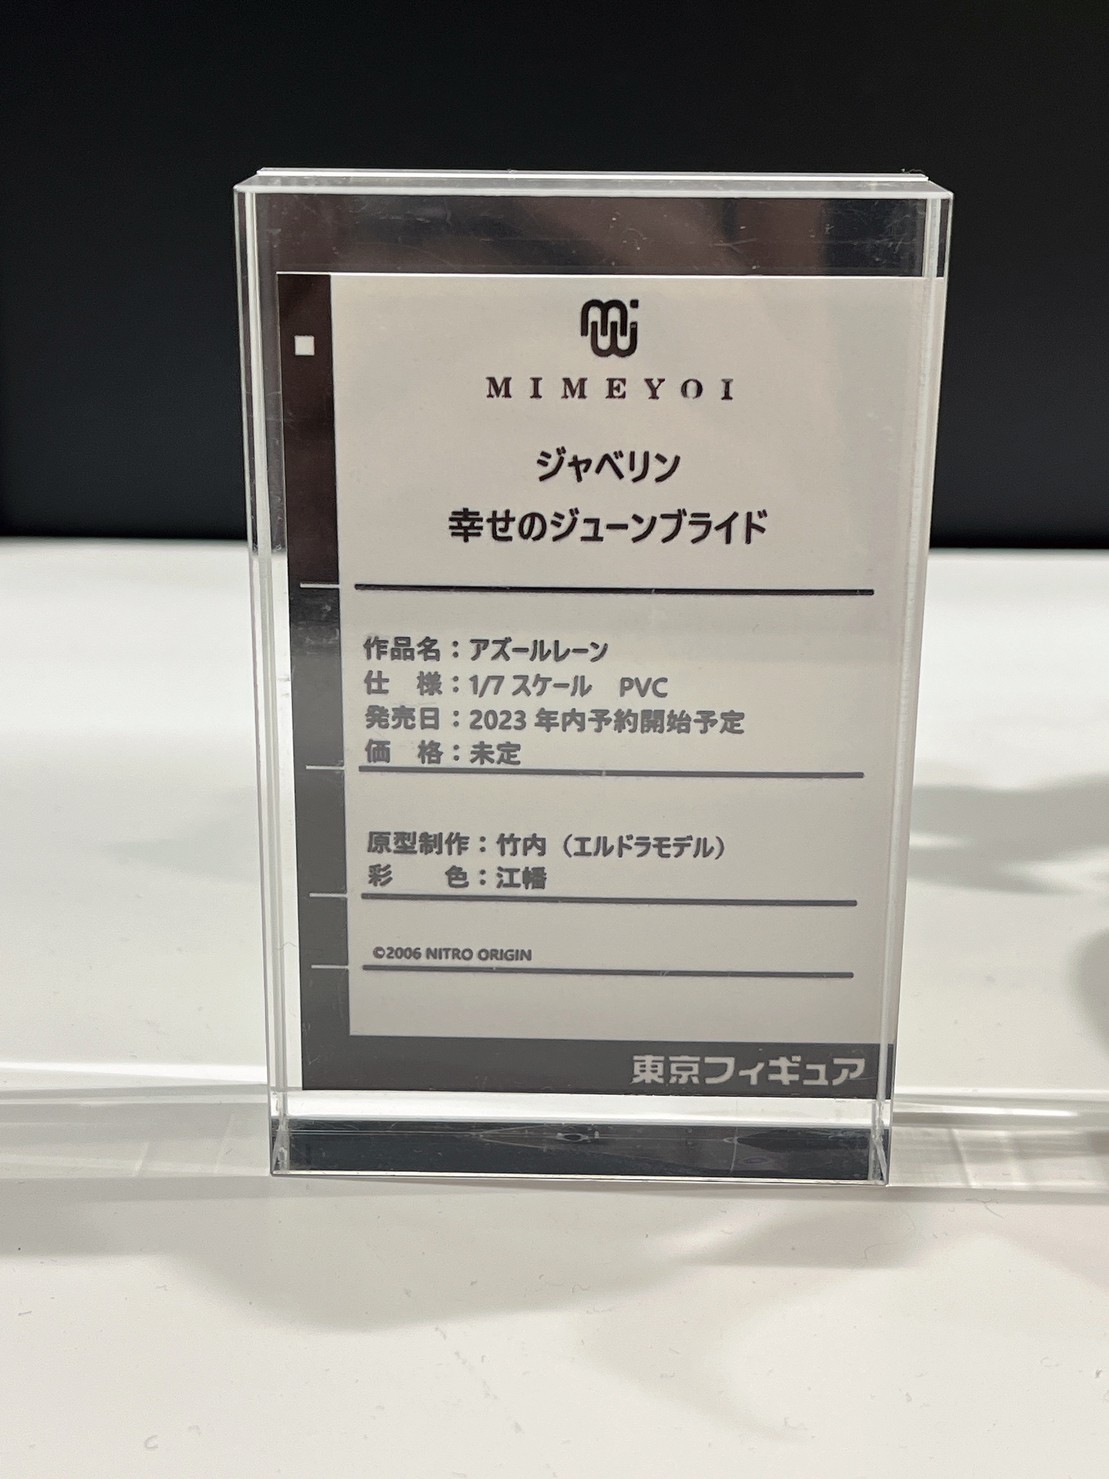 MIMEYOI
ジャベリン
幸せのジューンブライド
作品名：アズールレーン
仕　様：1/7 スケール　PVC
発売日：2023 年内予約開始予定
価　格：未定
原型制作：竹内（エルドラモデル）
彩　　色：江幡
©2006 NITRO ORIGIN
東京フィギュア